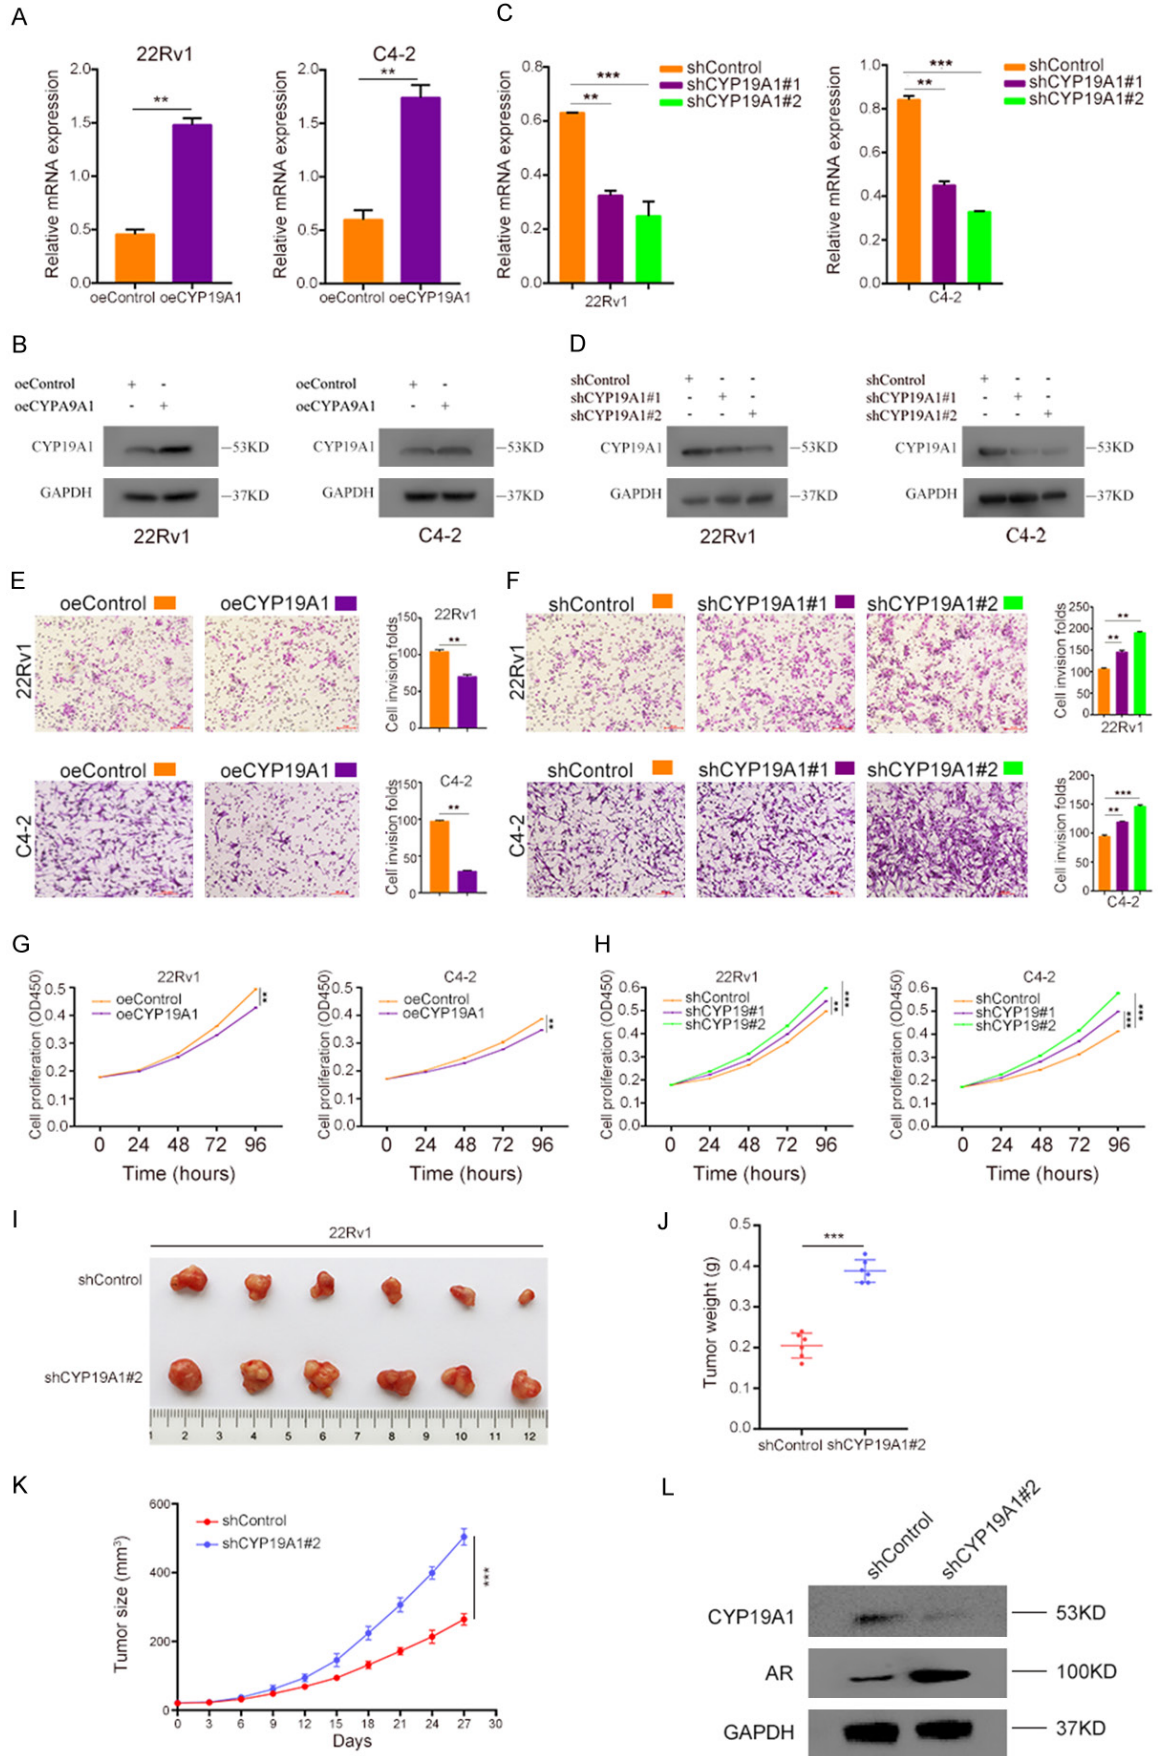 A
C
22Rv1
C4-2
Relative mRNA expression
2.0
1.5
1.0
0.5
0.0
**
oeControl oeCYP19A1
Relative mRNA expression
2.0
1.5
1.0
0.5
0.0
**
oeControl oeCYP19A1
Relative mRNA expression
0.8
0.6
0.4
0.2
0.0
***
**
shControl
shCYP19A1#1
shCYP19A1#2
22Rv1
Relative mRNA expression
1.0
0.8
0.6
0.4
0.2
0.0
***
**
shControl
shCYP19A1#1
shCYP19A1#2
C4-2
B
oeControl + -
oeCYPA9A1 - +
CYP19A1 —53KD
GAPDH —37KD
22Rv1
oeControl + -
oeCYPA9A1 - +
CYP19A1 —53KD
GAPDH —37KD
C4-2
D
shControl + - -
shCYP19A1#1 - + -
shCYP19A1#2 - - +
CYP19A1 —53KD
GAPDH —37KD
22Rv1
shControl + - -
shCYP19A1#1 - + -
shCYP19A1#2 - - +
CYP19A1 —53KD
GAPDH —37KD
C4-2
E
oeControl oeCYP19A1
22Rv1
Cell invision folds
150
100
50
0
22Rv1
**
oeControl oeCYP19A1
C4-2
Cell invision folds
150
100
50
0
C4-2
**
F
shControl shCYP19A1#1 shCYP19A1#2
22Rv1
Cell invision folds
250
200
150
100
50
0
**
**
22Rv1
shControl shCYP19A1#1 shCYP19A1#2
C4-2
Cell invision folds
200
150
100
50
0
***
**
C4-2
G
22Rv1
Cell proliferation (OD450)
0.5
0.4
0.3
0.2
0.1
0.0
oeControl
oeCYP19A1
**
0 24 48 72 96
Time (hours)
C4-2
Cell proliferation (OD450)
0.5
0.4
0.3
0.2
0.1
0.0
oeControl
oeCYP19A1
**
0 24 48 72 96
Time (hours)
H
22Rv1
Cell proliferation (OD450)
0.6
0.5
0.4
0.3
0.2
0.1
0.0
shControl
shCYP19#1
shCYP19#2
**
***
0 24 48 72 96
Time (hours)
C4-2
Cell proliferation (OD450)
0.6
0.5
0.4
0.3
0.2
0.1
0.0
shControl
shCYP19#1
shCYP19#2
***
***
0 24 48 72 96
Time (hours)
I
22Rv1
shControl
shCYP19A1#2
1 2 3 4 5 6 7 8 9 10 11 12
J
Tumor weight (g)
0.5
0.4
0.3
0.2
0.1
0.0
***
shControl shCYP19A1#2
K
Tumor size (mm³)
600
400
200
0
shControl
shCYP19A1#2
***
0 3 6 9 12 15 18 21 24 27 30
Days
L
shControl
shCYP19A1#2
CYP19A1 — 53KD
AR — 100KD
GAPDH — 37KD